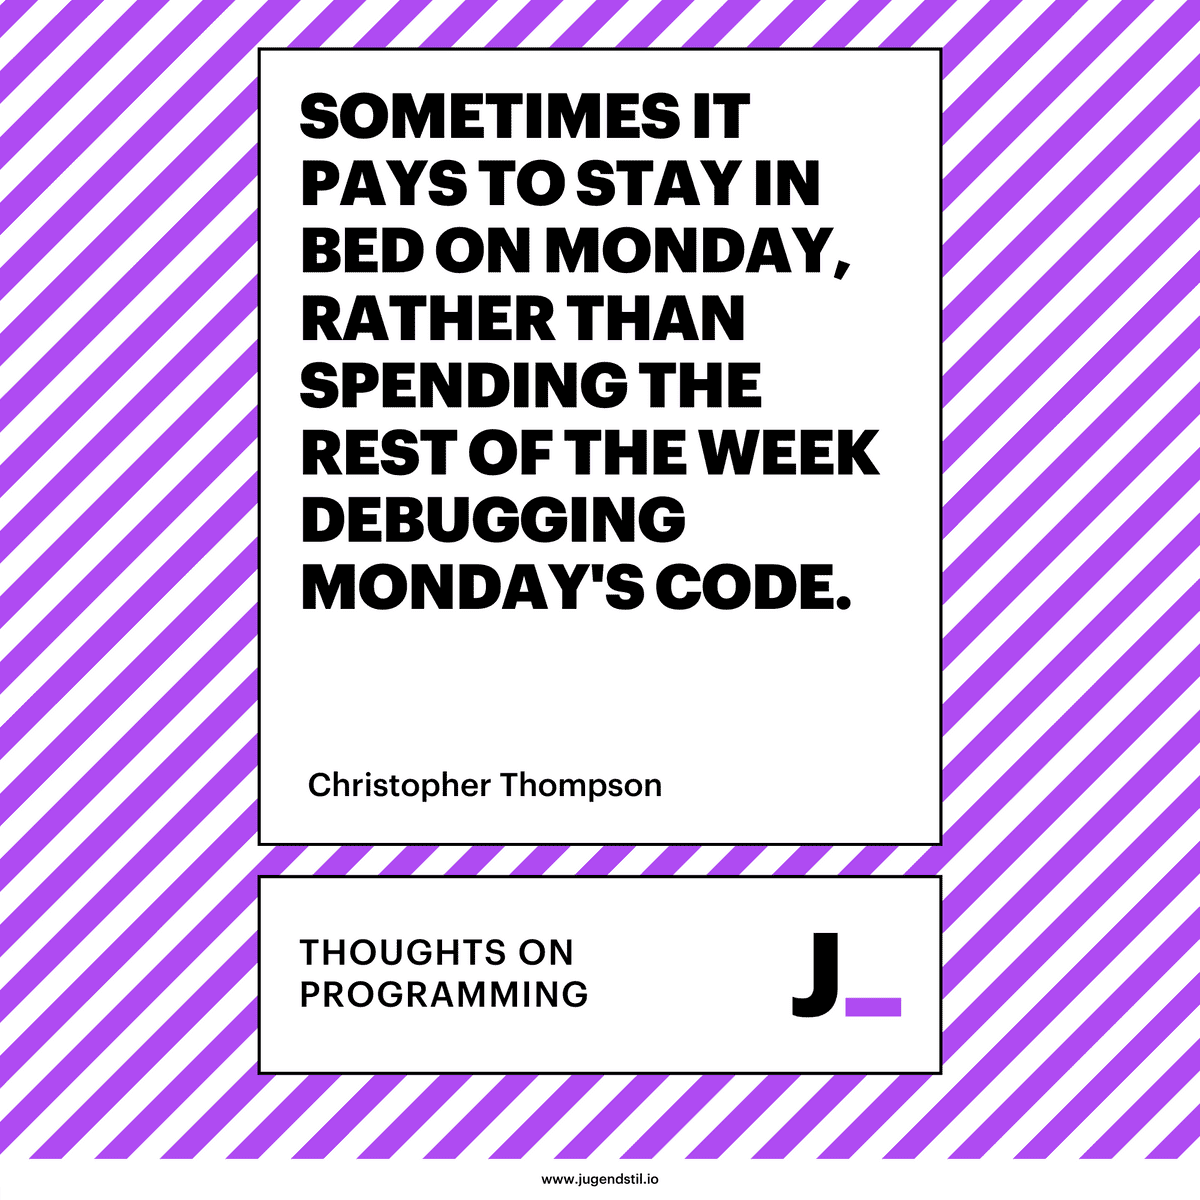 SOMETIMES IT
PAYS TO STAY IN
BED ON MONDAY,
RATHER THAN
SPENDING THE
REST OF THE WEEK
DEBUGGING
MONDAY'S CODE.
Christopher Thompson
THOUGHTS ON
PROGRAMMING
J_
www.jugendstil.io